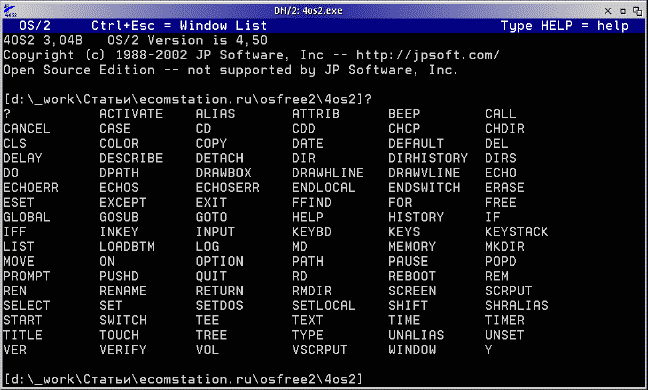 DN/2: 4os2.exe
OS/2 Ctrl+Esc = Window List Type HELP = help
4OS2 3,04B OS/2 Version is 4,50
Copyright (c) 1988-2002 JP Software, Inc -- http://jpsoft.com/
Open Source Edition -- not supported by JP Software, Inc.
[d:\_work\Статьи\ecomstation.ru\osfree2\4os2]?
? ACTIVATE ALIAS ATTRIB BEEP CALL
CANCEL CASE CD CDD CHCP CHDIR
CLS COLOR COPY DATE DEFAULT DEL
DELAY DESCRIBE DETACH DIR DIRHISTORY DIRS
DO DPATH DRAWBOX DRAWHLINE DRAWVLINE ECHO
ECHOERR ECHOS ECHOSERR ENDLOCAL ENDSWITCH ERASE
ESET EXCEPT EXIT FFIND FOR FREE
GLOBAL GOSUB GOTO HELP HISTORY IF
IFF INKEY INPUT KEYBD KEYS KEYSTACK
LIST LOADBTM LOG MD MEMORY MKDIR
MOVE ON OPTION PATH PAUSE POPD
PROMPT PUSHD QUIT RD REBOOT REM
REN RENAME RETURN RMDIR SCREEN SCRPUT
SELECT SET SETDOS SETLOCAL SHIFT SHRALIAS
START SWITCH TEE TEXT TIME TIMER
TITLE TOUCH TREE TYPE UNALIAS UNSET
VER VERIFY VOL VSCRPUT WINDOW Y
[d:\_work\Статьи\ecomstation.ru\osfree2\4os2]